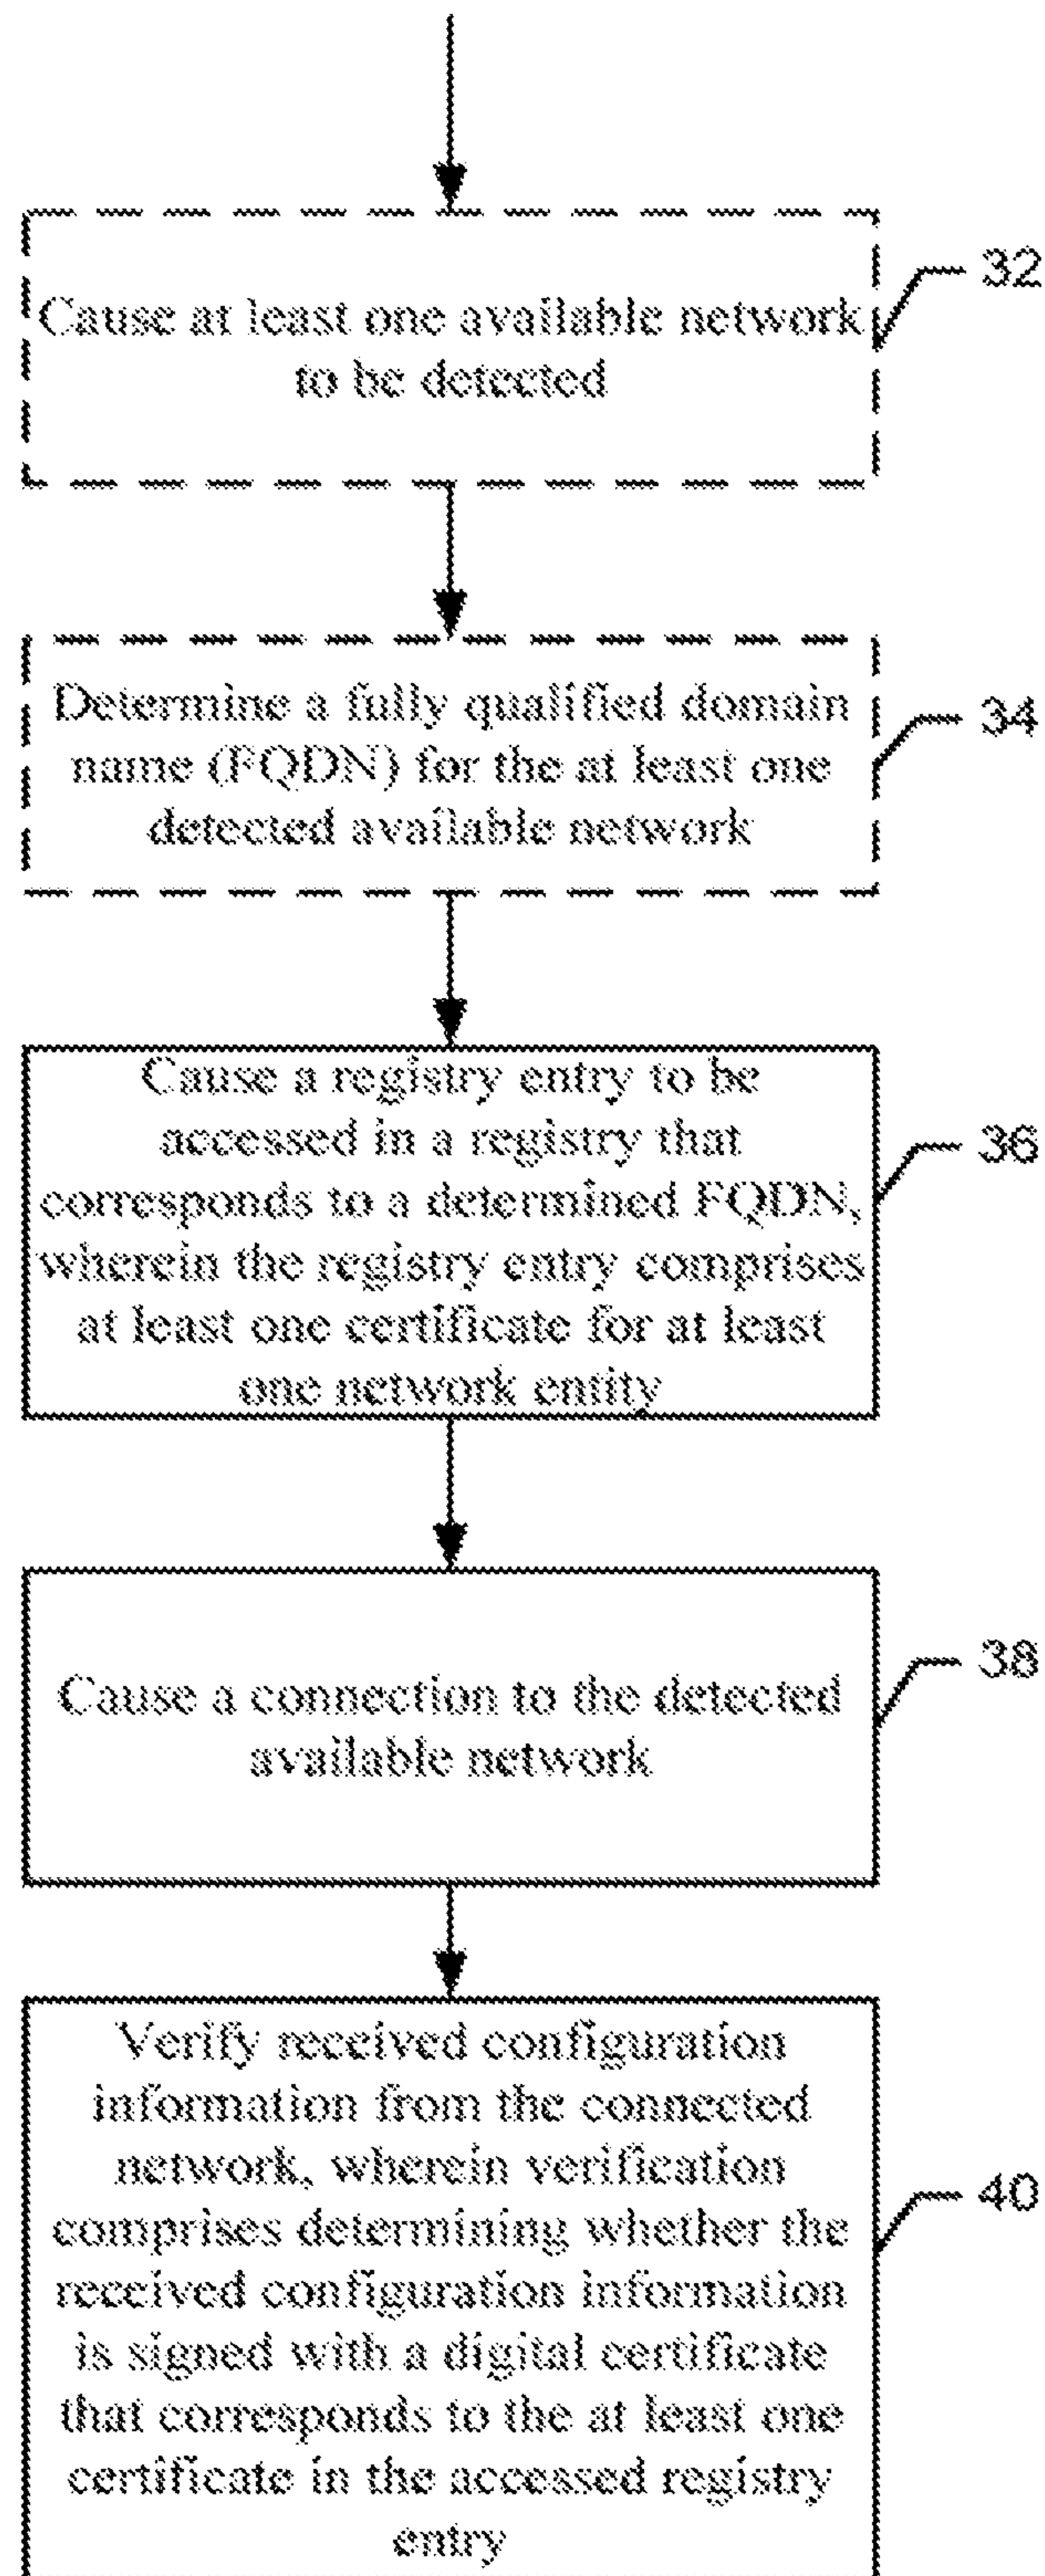 Cause at least one available network
to be detected
32
Determine a fully qualified domain
name (FQDN) for the at least one
detected available network
34
Cause a registry entry to be
accessed in a registry that
corresponds to a determined FQDN,
wherein the registry entry comprises
at least one certificate for at least
one network entity
36
Cause a connection to the detected
available network
38
Verify received configuration
information from the connected
network, wherein verification
comprises determining whether the
received configuration information
is signed with a digital certificate
that corresponds to the at least one
certificate in the accessed registry
entry
40